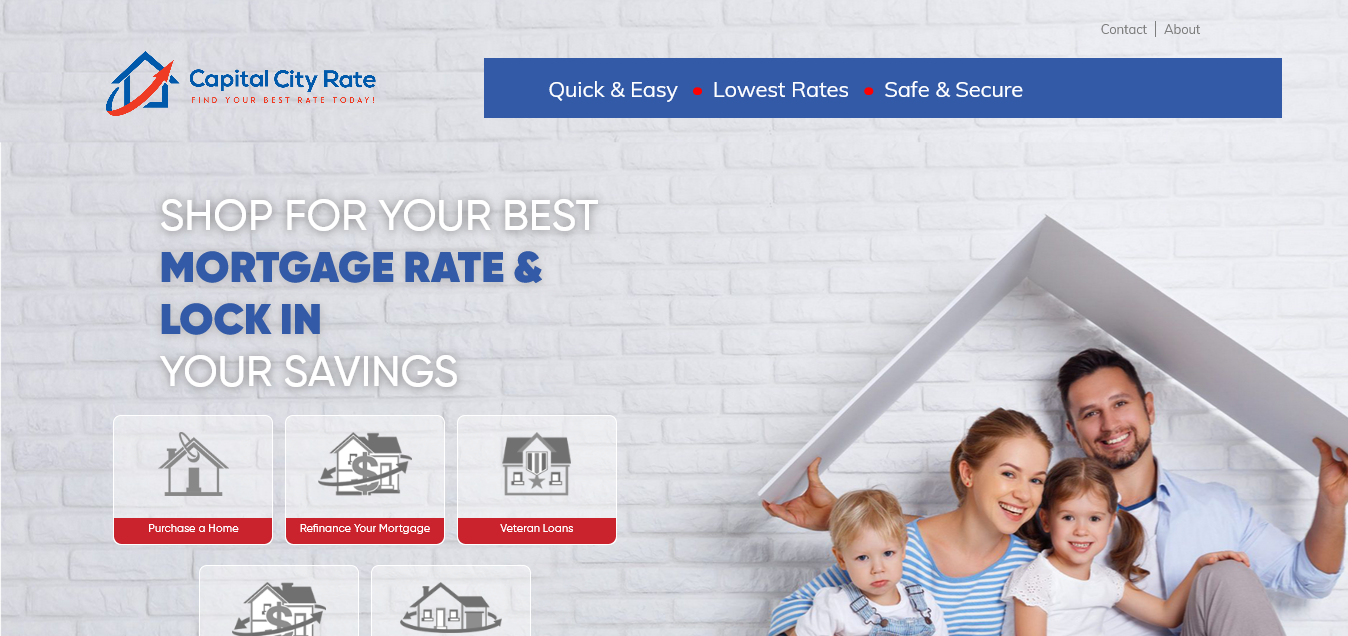 Contact | About
Capital City Rate
FIND YOUR BEST RATE TODAY!
Quick & Easy • Lowest Rates • Safe & Secure
SHOP FOR YOUR BEST
MORTGAGE RATE &
LOCK IN
YOUR SAVINGS
Purchase a Home
Refinance Your Mortgage
Veteran Loans